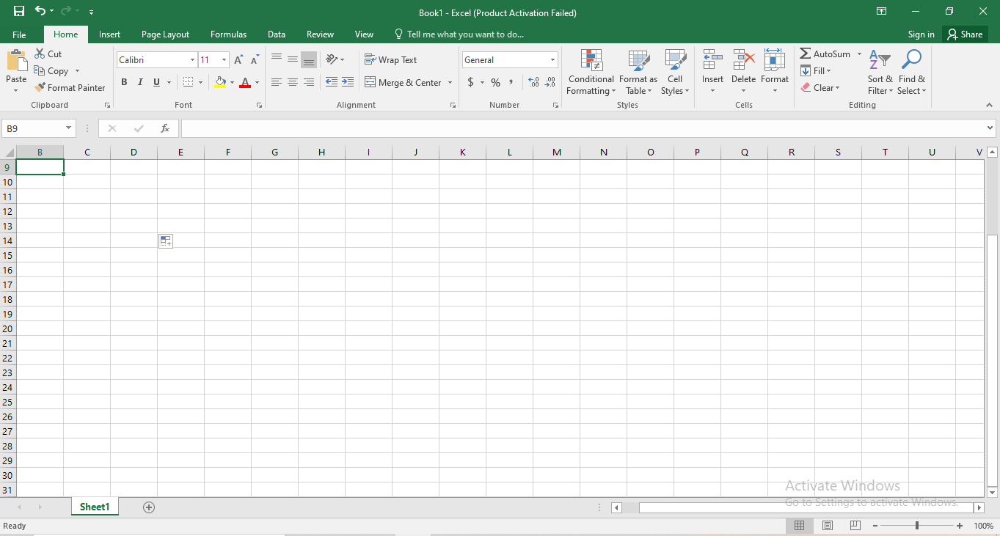 Book1 - Excel (Product Activation Failed)
File Home Insert Page Layout Formulas Data Review View Tell me what you want to do... Sign in Share
Paste
Cut
Copy
Format Painter
Clipboard
Calibri 11
B I U
Font
Wrap Text
Merge & Center
Alignment
General
$ % ,
Number
Conditional Formatting
Format as Table
Cell Styles
Styles
Insert
Delete
Format
Cells
AutoSum
Fill
Clear
Sort & Filter
Find & Select
Editing
B9
fx
B C D E F G H I J K L M N O P Q R S T U V
9
10
11
12
13
14
15
16
17
18
19
20
21
22
23
24
25
26
27
28
29
30
31
Activate Windows
Go to Settings to activate Windows.
Sheet1
Ready
100%